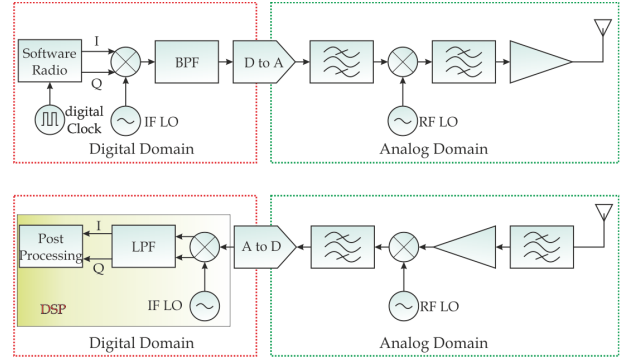 Software
Radio
I
Q
digital
Clock
IF LO
BPF
D to A
RF LO
Digital Domain
Analog Domain
Post
Processing
I
Q
LPF
DSP
IF LO
A to D
RF LO
Digital Domain
Analog Domain